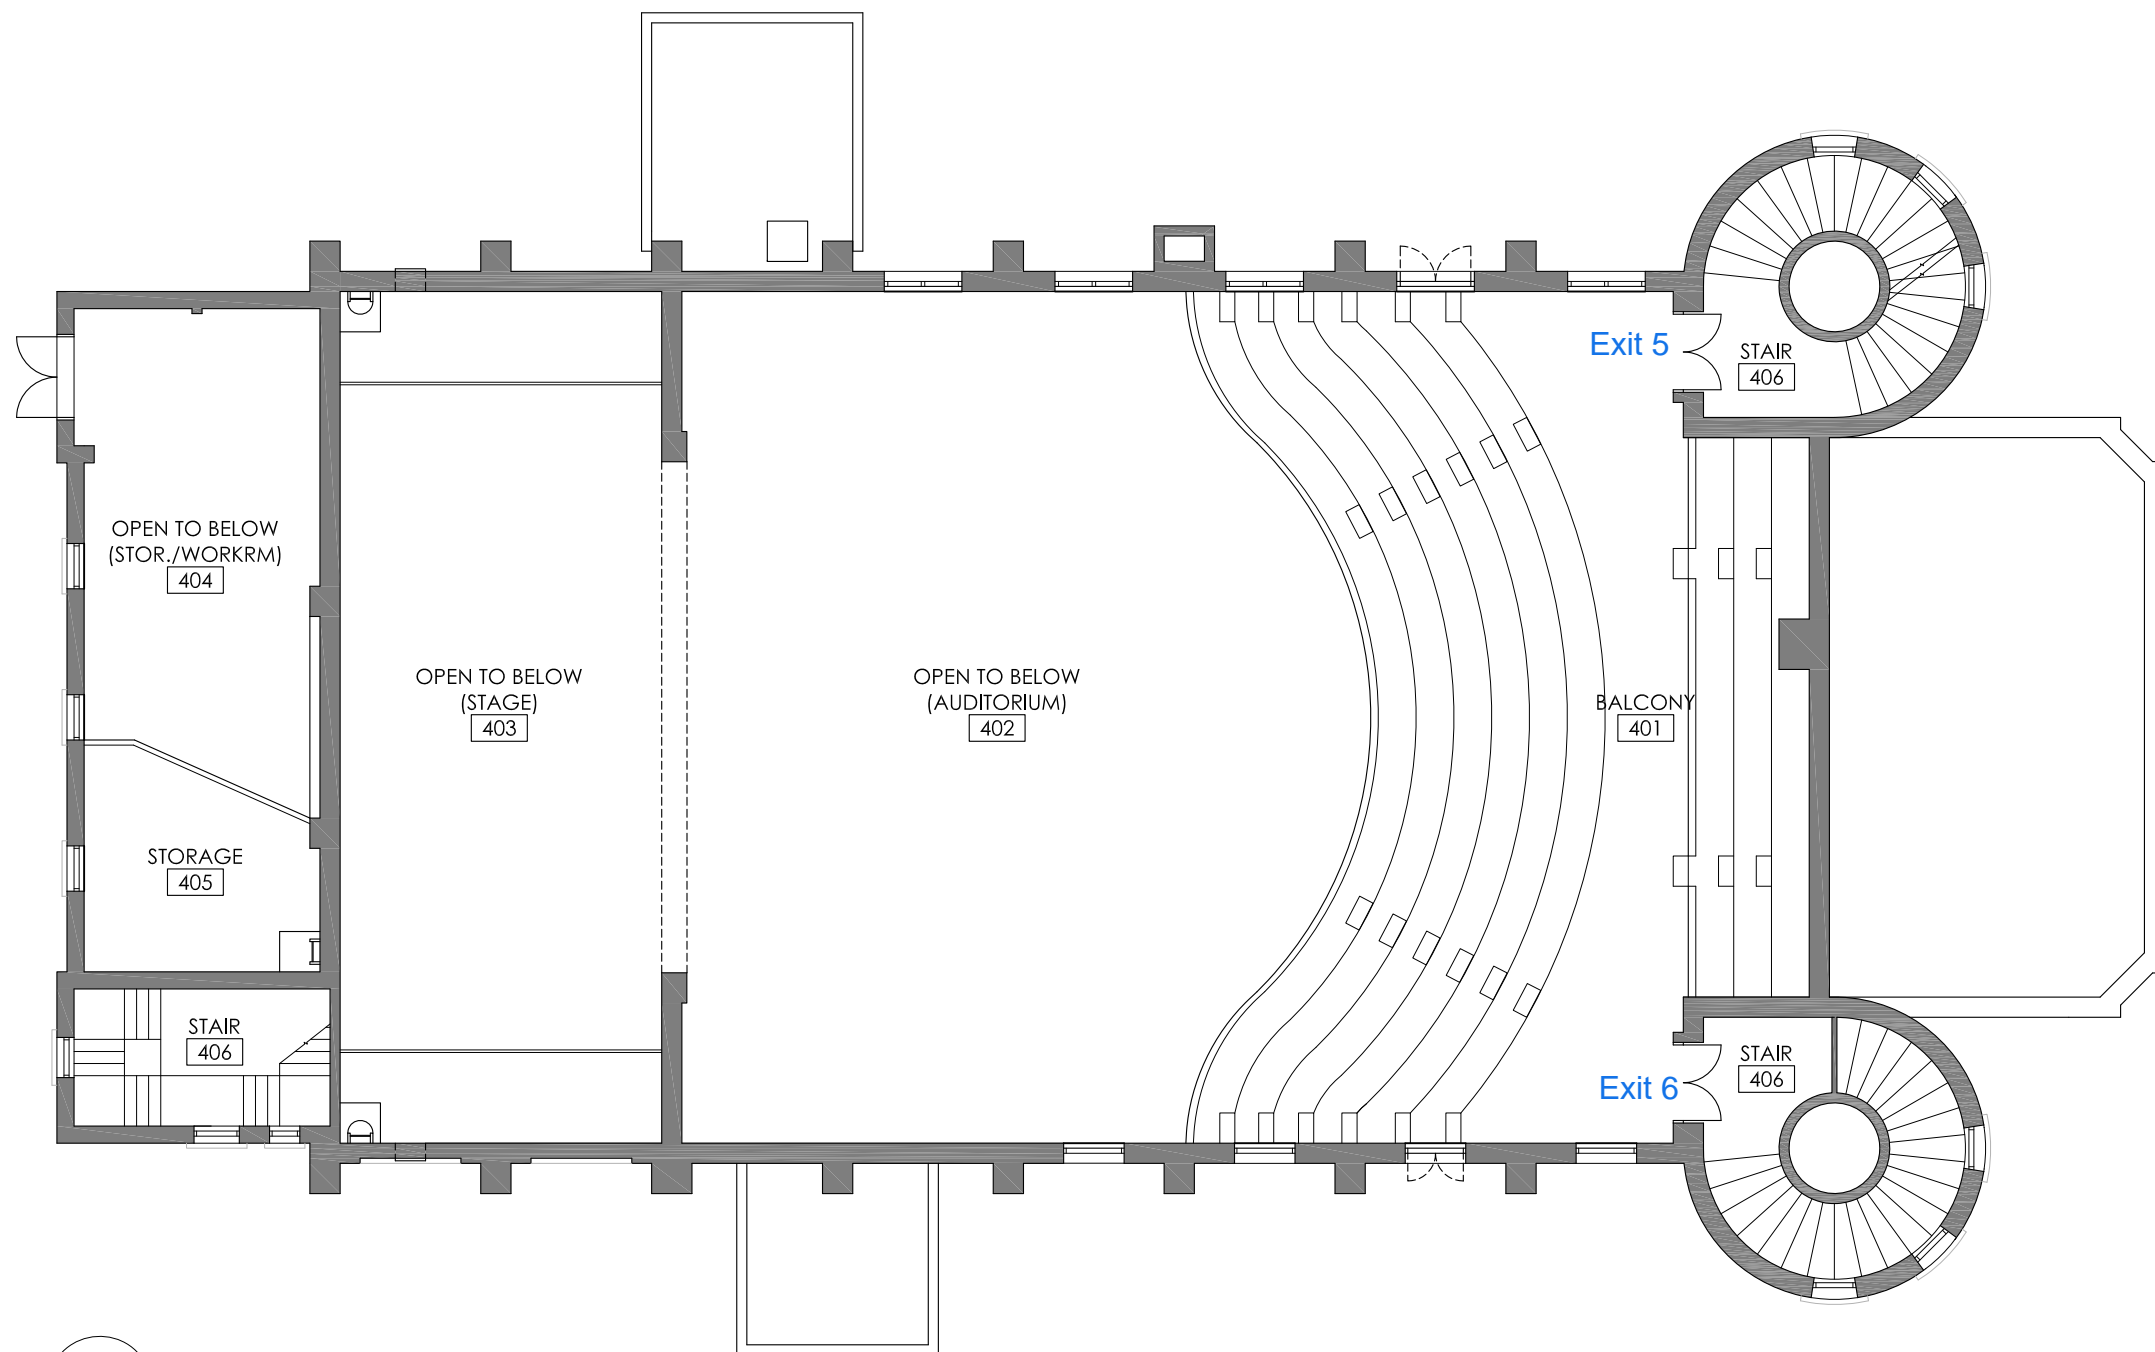 Exit 5
STAIR
406
OPEN TO BELOW
(STOR./WORKRM)
404
OPEN TO BELOW
(STAGE)
403
OPEN TO BELOW
(AUDITORIUM)
402
BALCONY
401
STORAGE
405
STAIR
406
Exit 6
STAIR
406